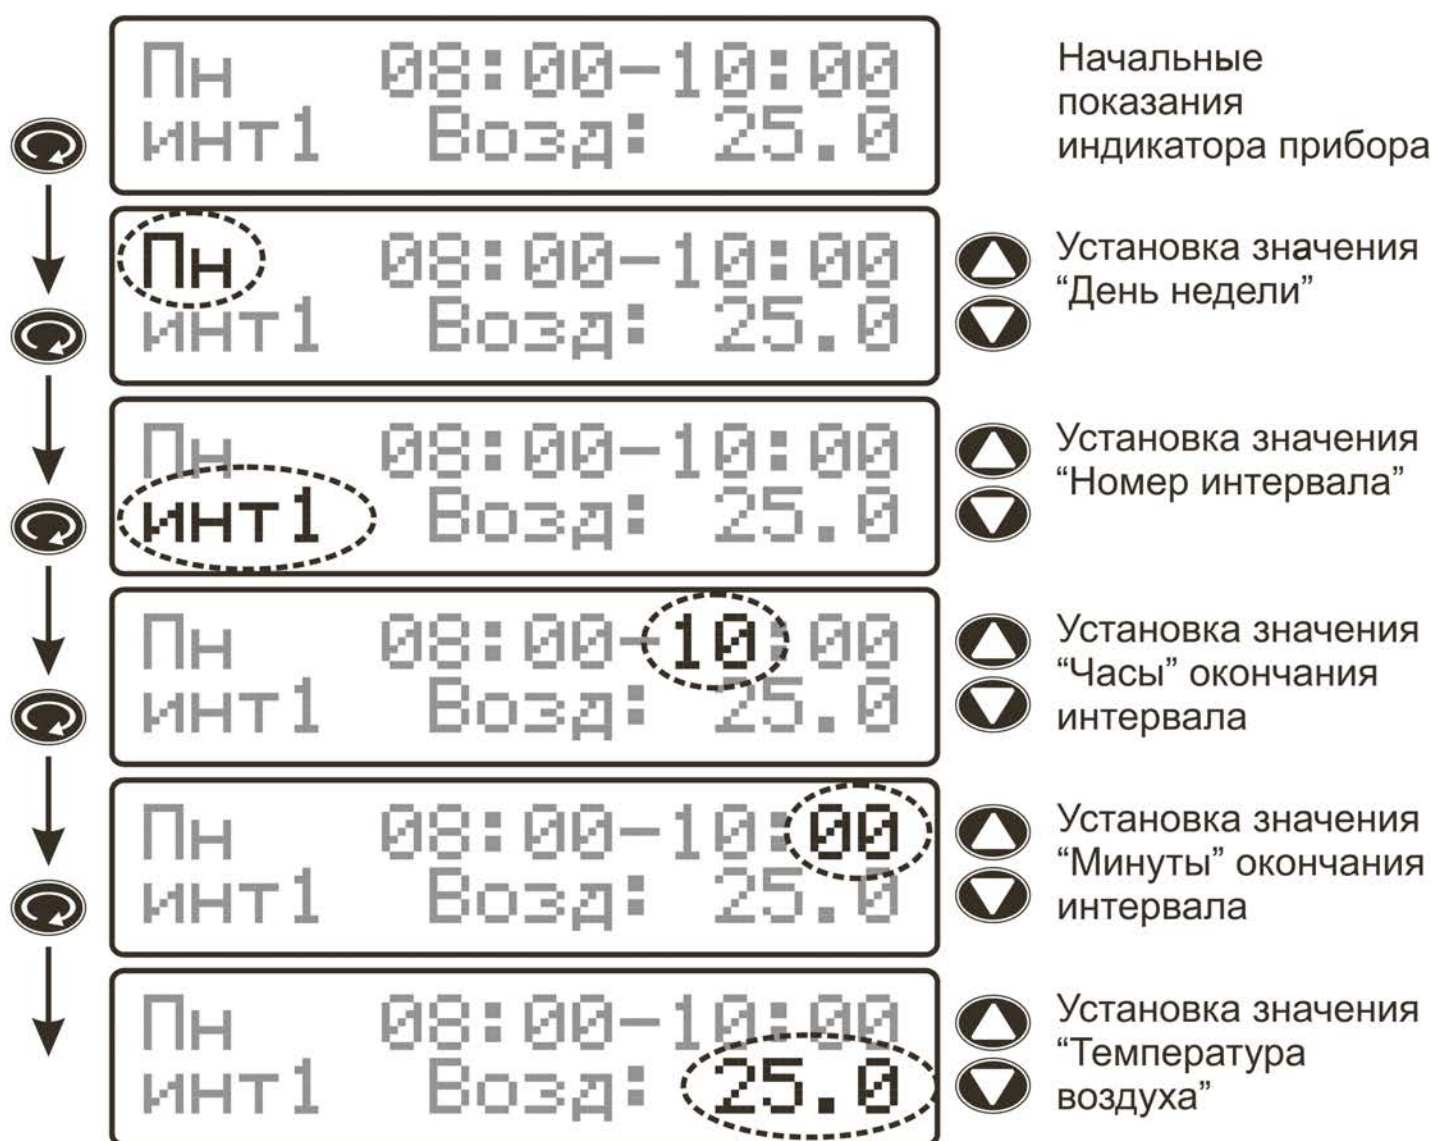 Пн 08:00-10:00
инт1 Возд: 25.0
Начальные
показания
индикатора прибора
Пн 08:00-10:00
инт1 Возд: 25.0
Установка значения
“День недели”
Пн 08:00-10:00
инт1 Возд: 25.0
Установка значения
“Номер интервала”
Пн 08:00-10:00
инт1 Возд: 25.0
Установка значения
“Часы” окончания
интервала
Пн 08:00-10:00
инт1 Возд: 25.0
Установка значения
“Минуты” окончания
интервала
Пн 08:00-10:00
инт1 Возд: 25.0
Установка значения
“Температура
воздуха”